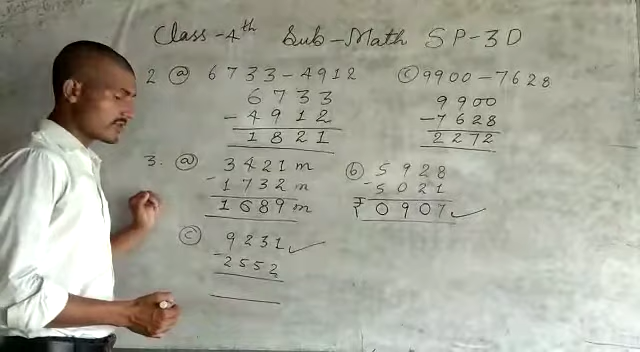 Class - 4th Sub - Math SP-3D
2 (a) 6733 - 4912
6733
- 4912
1821
(c) 9900 - 7628
9900
- 7628
2272
3. (a) 3421 m
- 1732 m
1689 m
(b) 5928
- 5021
₹ 0907 ✓
(c) 9231 ✓
- 2552